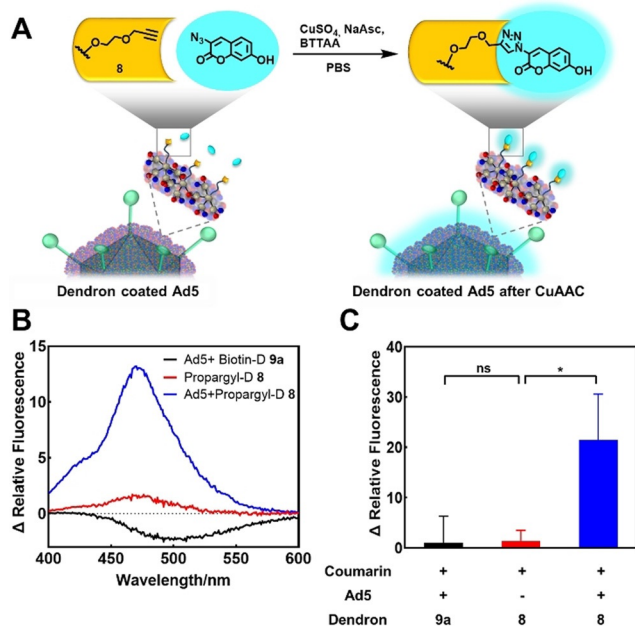 A
O
O
8
N₃
O
O
OH
CuSO₄, NaAsc,
BTTAA
PBS
O
O
N=N
N
O
O
OH
Dendron coated Ad5
Dendron coated Ad5 after CuAAC
B
Δ Relative Fluorescence
15
10
5
0
400
450
500
550
600
Wavelength/nm
Ad5+ Biotin-D 9a
Propargyl-D 8
Ad5+Propargyl-D 8
C
Δ Relative Fluorescence
40
30
20
10
0
ns
*
Coumarin + + +
Ad5 + - +
Dendron 9a 8 8